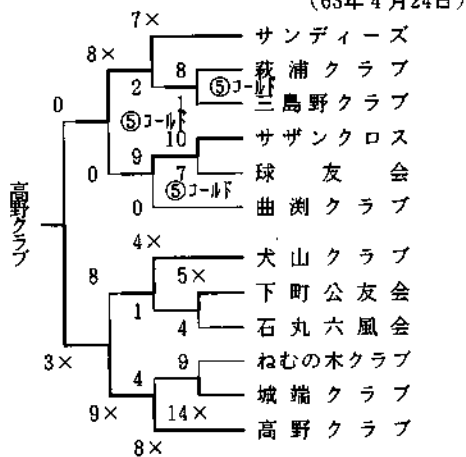 (63年4月24日)
7×
サンディーズ
8×
2
8
萩浦クラブ
⑤コールド
1
三島野クラブ
0
⑤コールド
10
サザンクロス
9
7
球友会
0
⑤コールド
0
曲渕クラブ
高野クラブ
4×
犬山クラブ
8
5×
下町公友会
1
4
石丸六風会
3×
9
ねむの木クラブ
4
城端クラブ
9×
14×
高野クラブ
8×